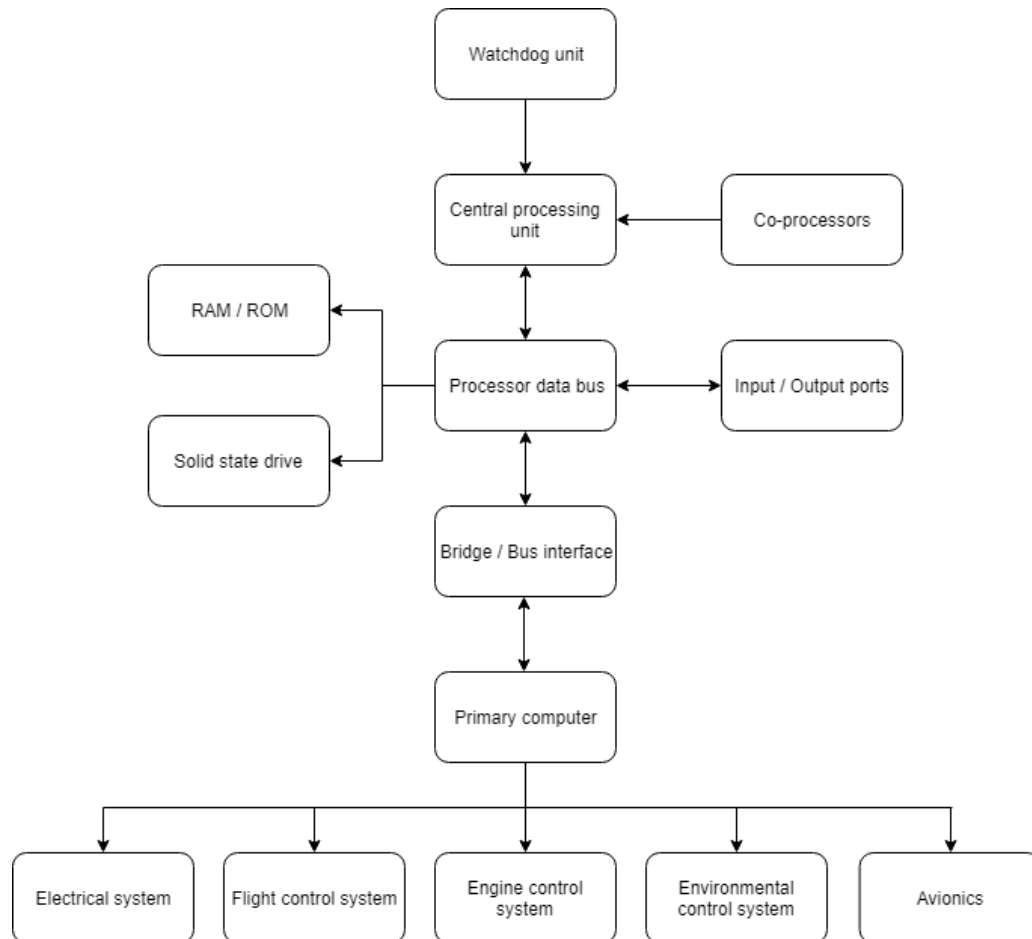 Watchdog unit
Central processing
unit
Co-processors
RAM / ROM
Processor data bus
Input / Output ports
Solid state drive
Bridge / Bus interface
Primary computer
Electrical system
Flight control system
Engine control
system
Environmental
control system
Avionics